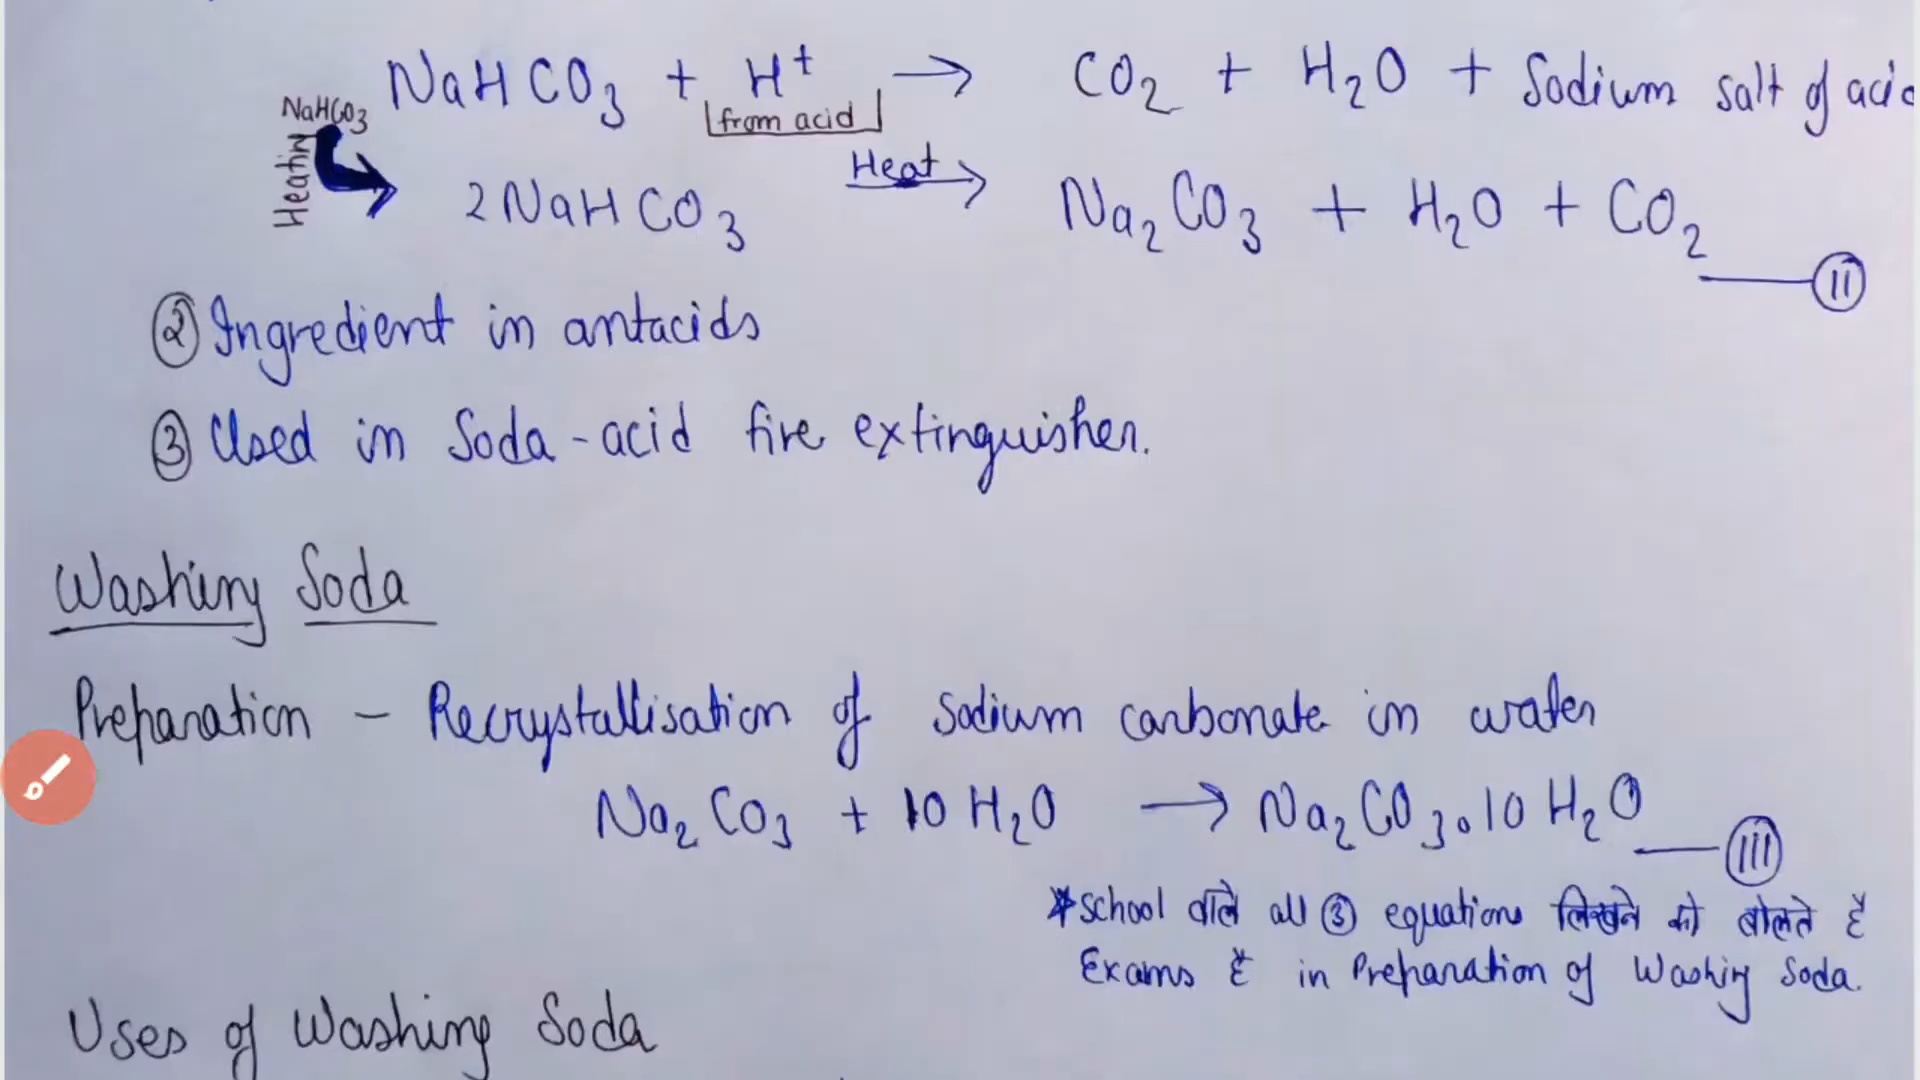 NaHCO₃ + H⁺ → CO₂ + H₂O + Sodium salt of acid
from acid
NaHCO₃
Heating
2NaHCO₃ Heat → Na₂CO₃ + H₂O + CO₂ — II
② Ingredient in antacids
③ Used in Soda-acid fire extinguisher.
Washing Soda
Preparation – Recrystallisation of sodium carbonate in water
Na₂CO₃ + 10 H₂O → Na₂CO₃.10 H₂O — III
*School वाले all ③ equations लिखने को बोलते है
Exams में in Preparation of Washing Soda.
Uses of Washing Soda